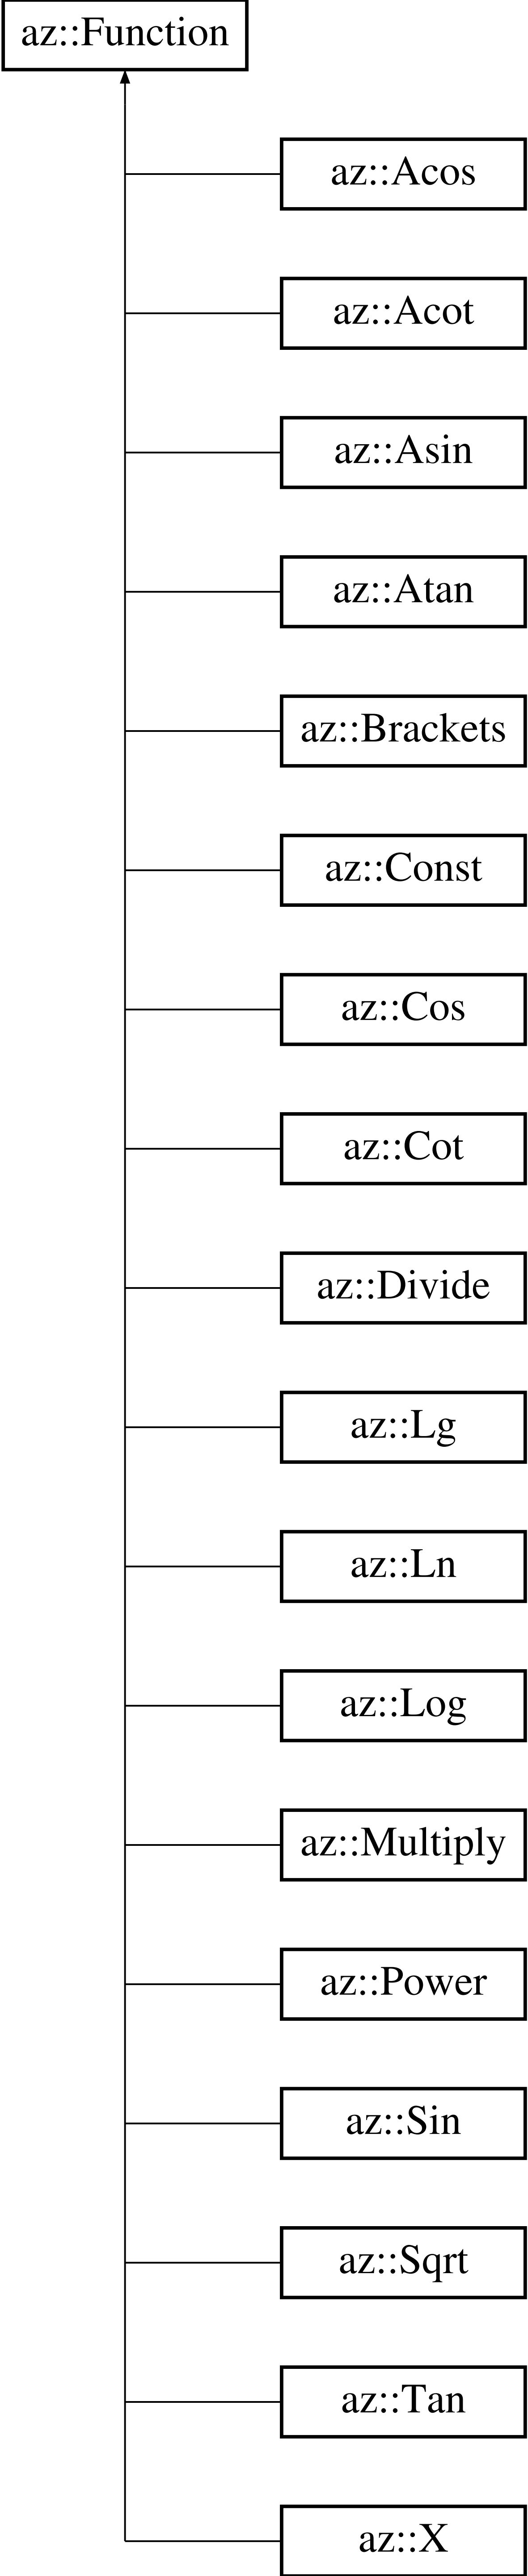 az::Function
az::Acos
az::Acot
az::Asin
az::Atan
az::Brackets
az::Const
az::Cos
az::Cot
az::Divide
az::Lg
az::Ln
az::Log
az::Multiply
az::Power
az::Sin
az::Sqrt
az::Tan
az::X